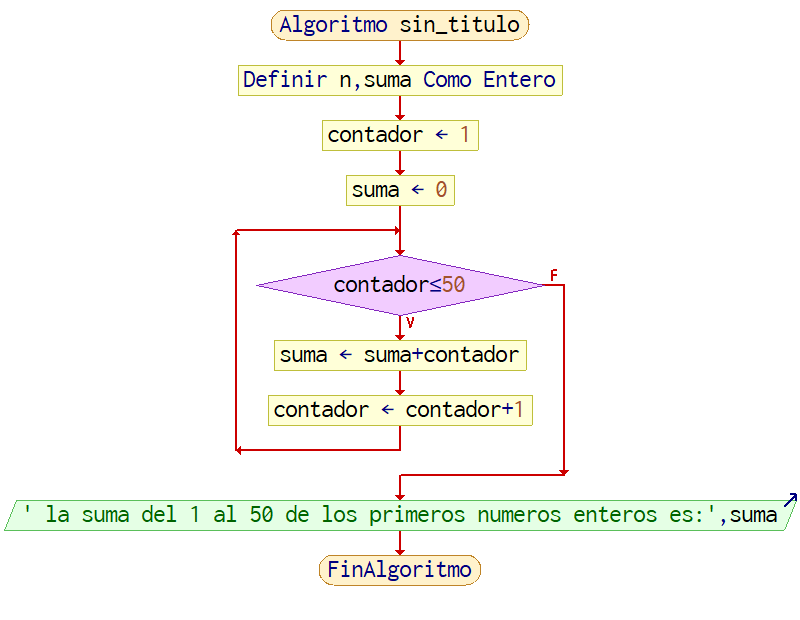 Algoritmo sin_titulo
Definir n,suma Como Entero
contador ← 1
suma ← 0
contador≤50
F
V
suma ← suma+contador
contador ← contador+1
' la suma del 1 al 50 de los primeros numeros enteros es:',suma
FinAlgoritmo